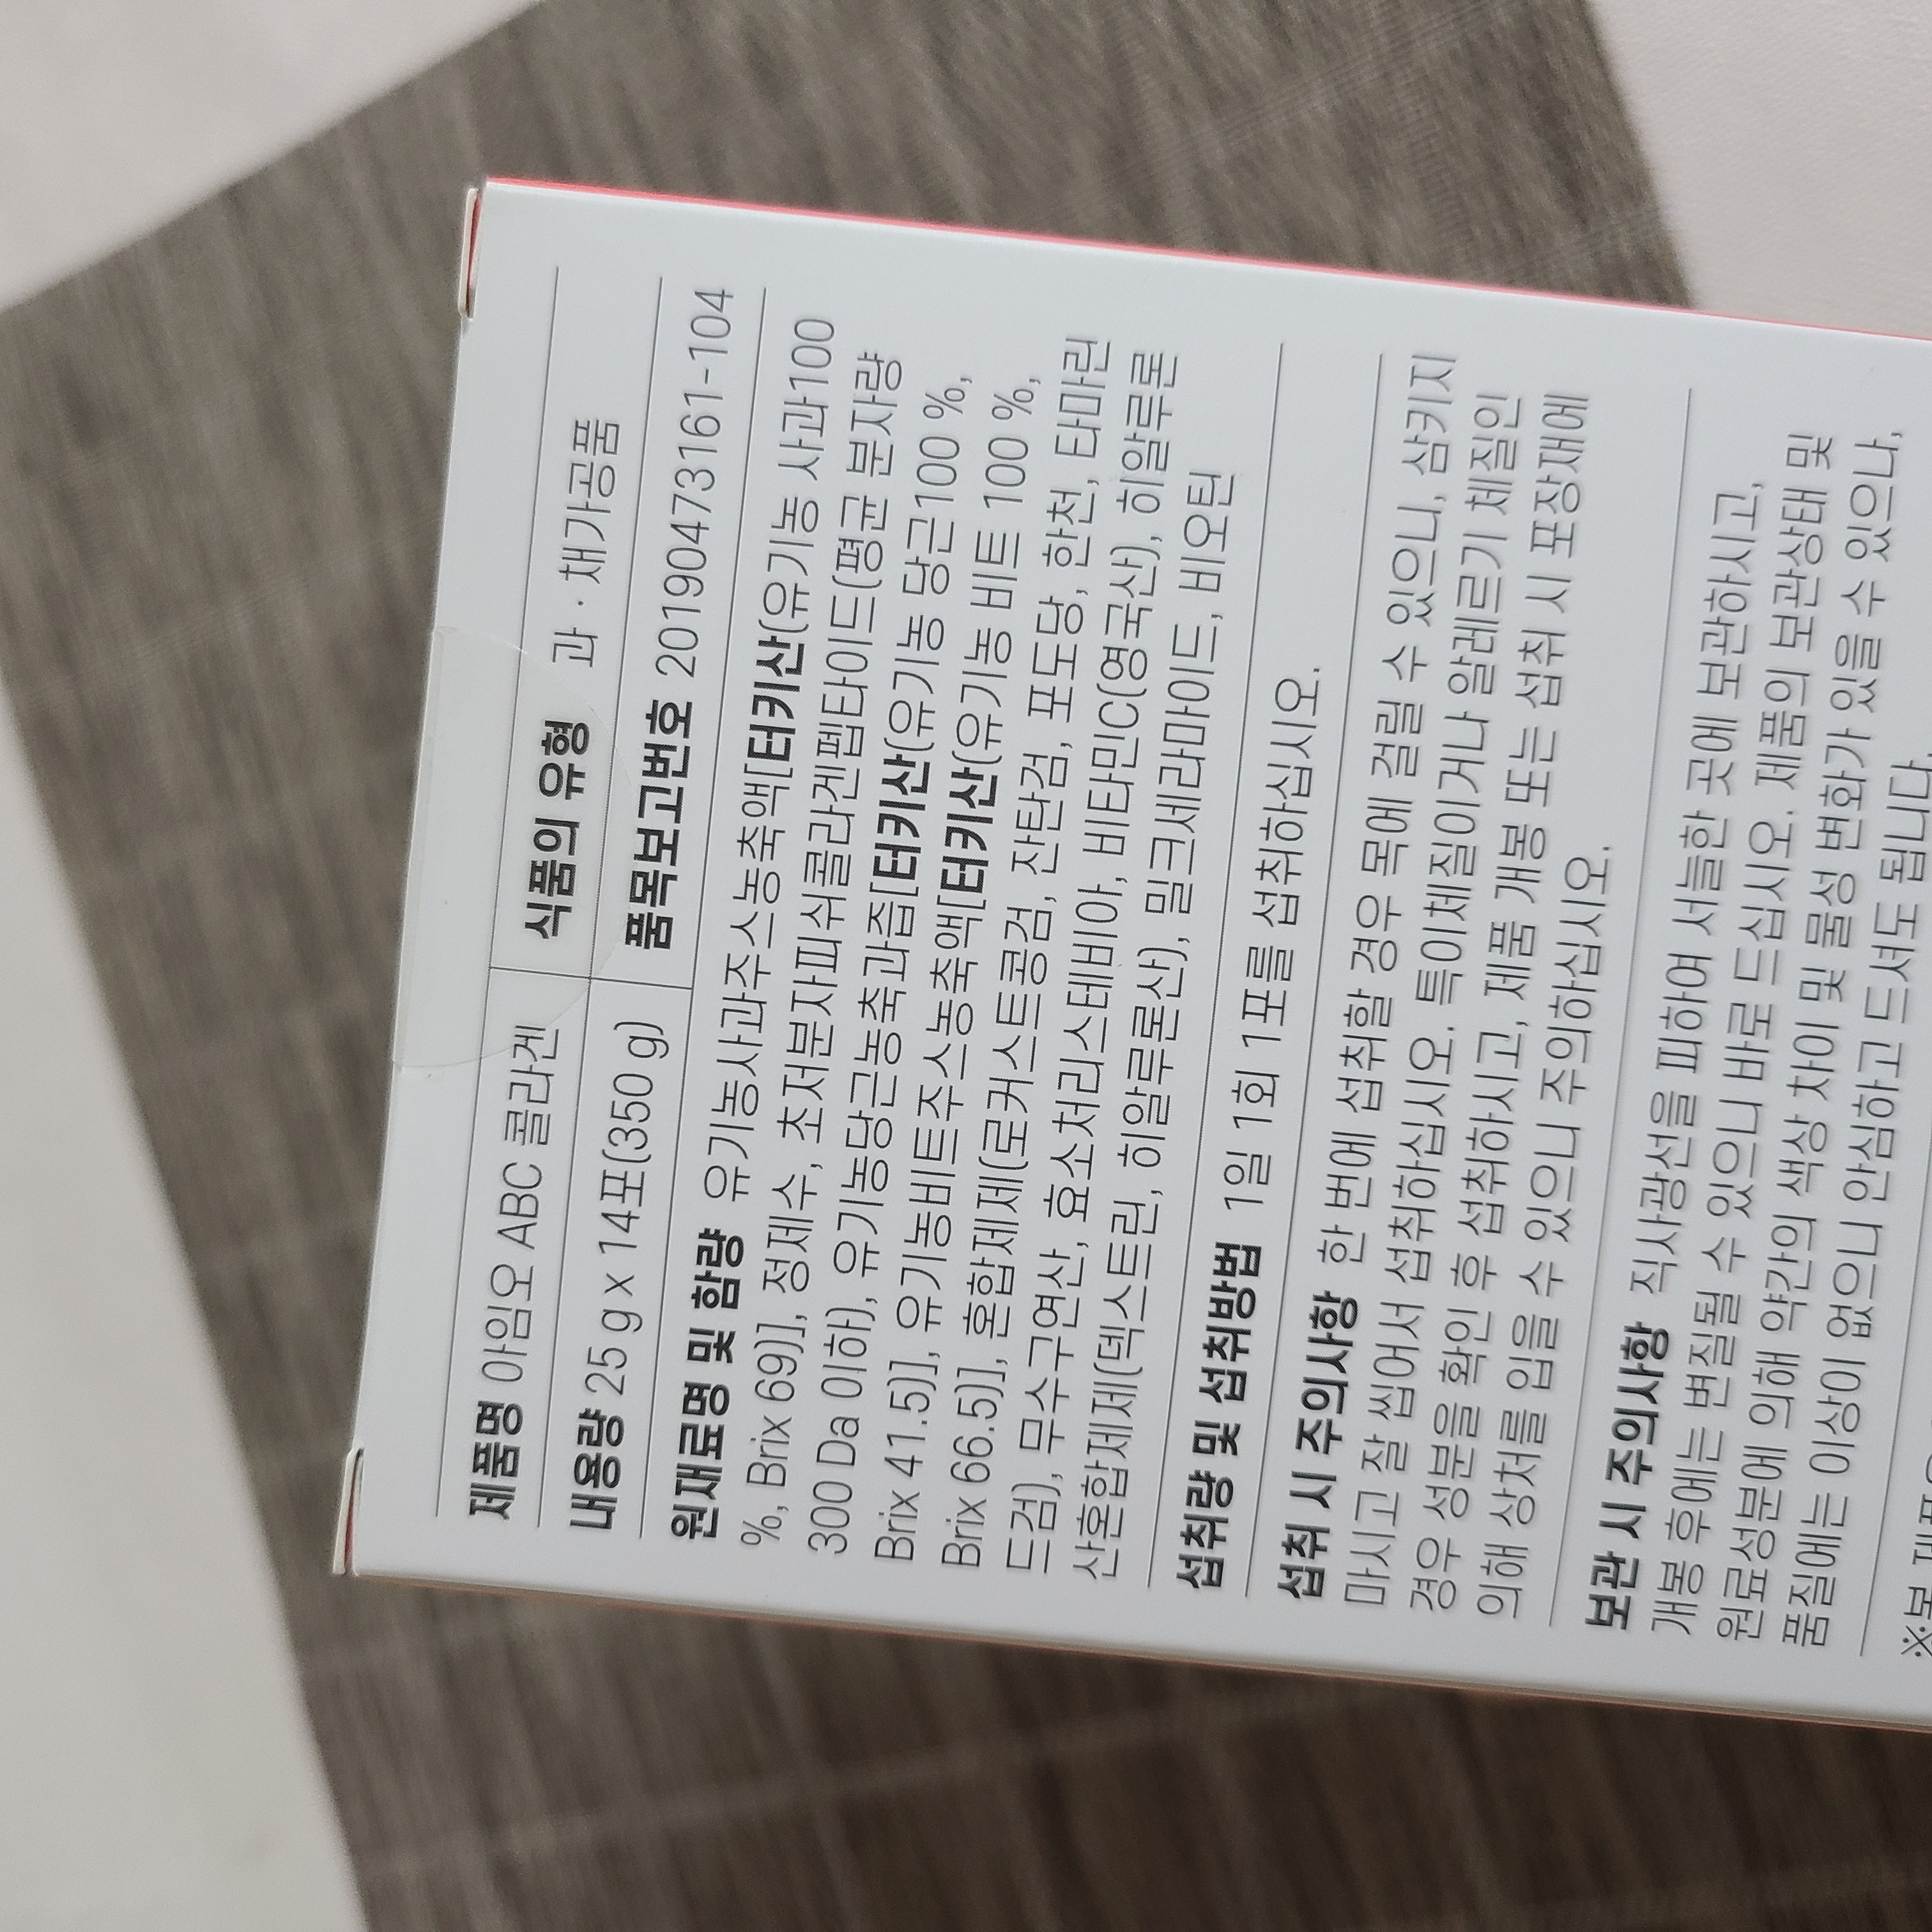 제품명 아임오 ABC 콜라겐 식품의 유형 과 · 채가공품
내용량 25 g x 14포(350 g) 품목보고번호 20190473161-104
원재료명 및 함량 유기농사과주스농축액[터키산(유기농 사과100
%, Brix 69)], 정제수, 초저분자피쉬콜라겐펩타이드(평균 분자량
300 Da 이하), 유기농당근농축과즙[터키산(유기농 당근100 %,
Brix 41.5)], 유기농비트주스농축액[터키산(유기농 비트 100 %,
Brix 66.5)], 혼합제제(로커스트콩검, 잔탄검, 포도당, 한천, 타마린
드검), 무수구연산, 효소처리스테비아, 비타민C(영국산), 히알루론
산혼합제제(덱스트린, 히알루론산), 밀크세라마이드, 비오틴
섭취량 및 섭취방법 1일 1회 1포를 섭취하십시오.
섭취 시 주의사항 한 번에 섭취할 경우 목에 걸릴 수 있으니, 삼키지
마시고 잘 씹어서 섭취하십시오. 특이체질이거나 알레르기 체질인
경우 성분을 확인 후 섭취하시고, 제품 개봉 또는 섭취 시 포장재에
의해 상처를 입을 수 있으니 주의하십시오.
보관 시 주의사항 직사광선을 피하여 서늘한 곳에 보관하시고,
개봉 후에는 변질될 수 있으니 바로 드십시오. 제품의 보관상태 및
원료성분에 의해 약간의 색상 차이 및 물성 변화가 있을 수 있으나,
품질에는 이상이 없으니 안심하고 드셔도 됩니다.
※본